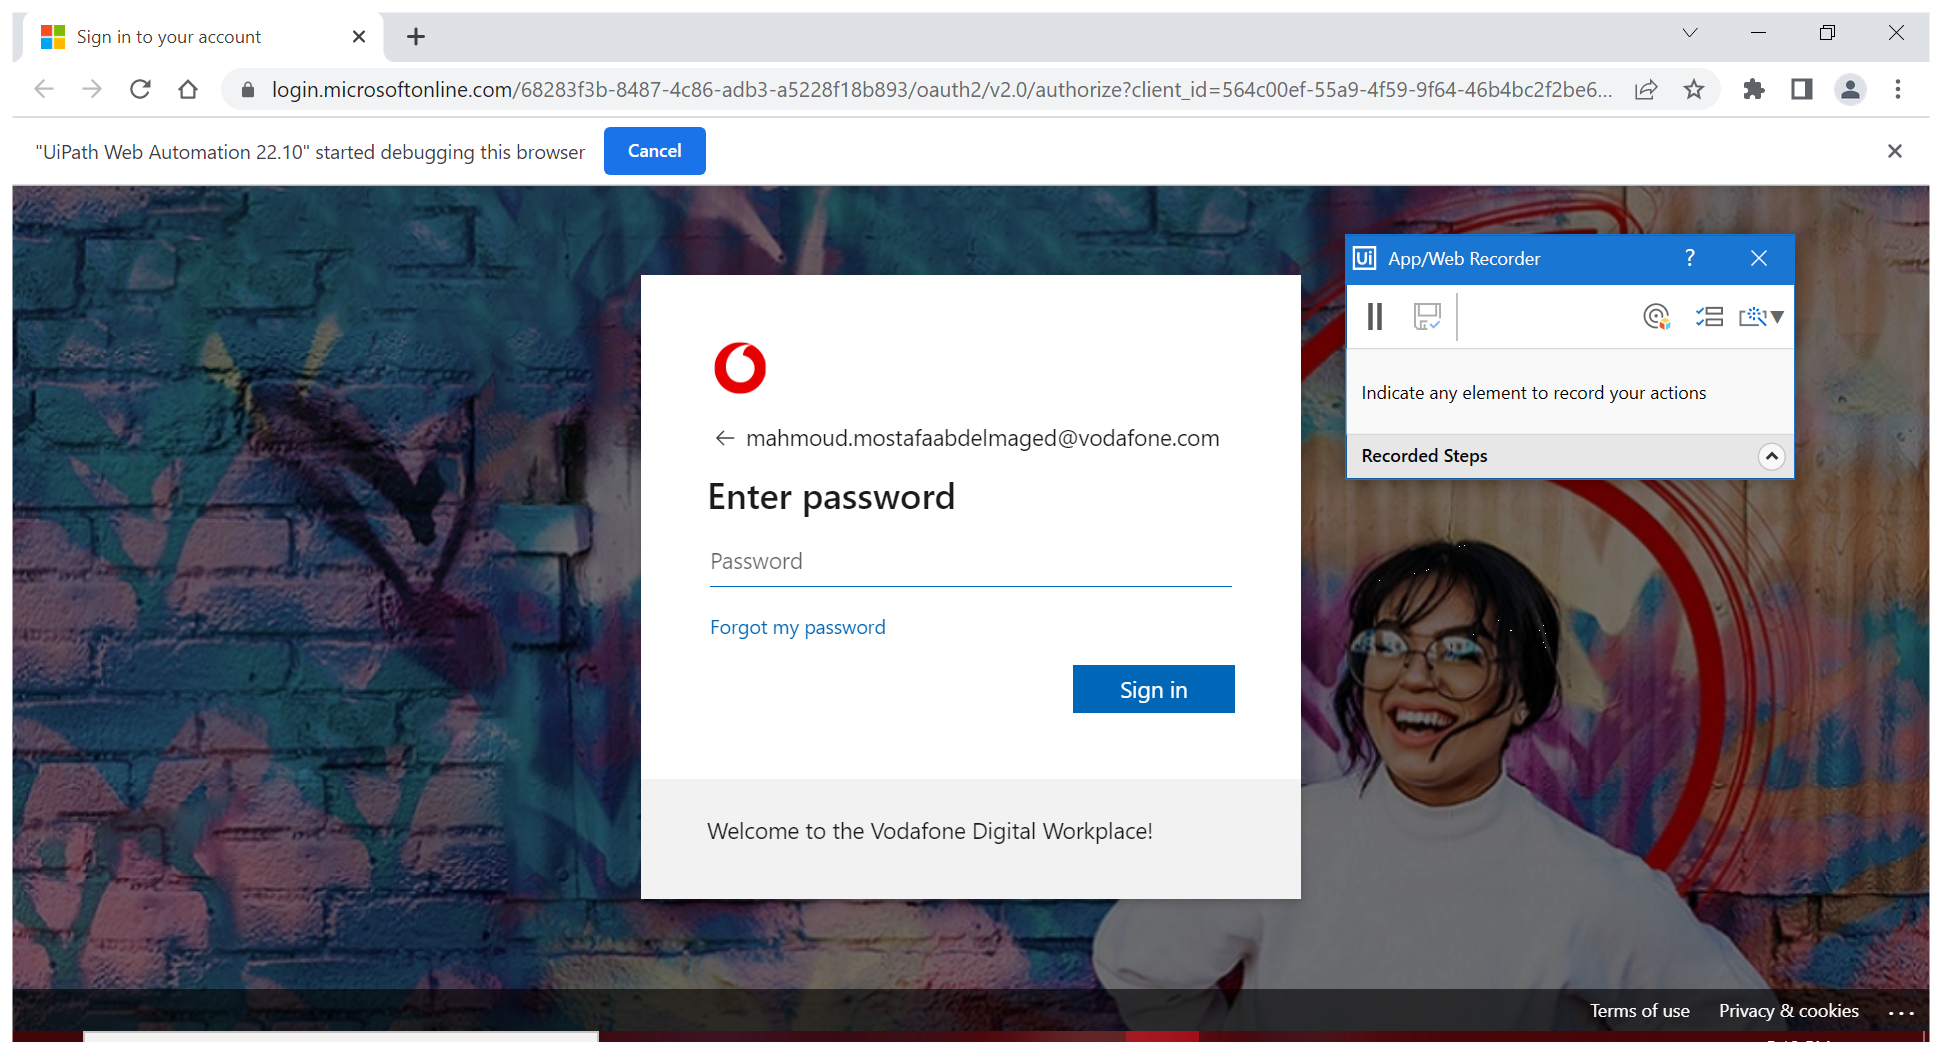 Sign in to your account
login.microsoftonline.com/68283f3b-8487-4c86-adb3-a5228f18b893/oauth2/v2.0/authorize?client_id=564c00ef-55a9-4f59-9f64-46b4bc2f2be6...
"UiPath Web Automation 22.10" started debugging this browser
Cancel
Ui App/Web Recorder ?
Indicate any element to record your actions
Recorded Steps
mahmoud.mostafaabdelmaged@vodafone.com
Enter password
Password
Forgot my password
Sign in
Welcome to the Vodafone Digital Workplace!
Terms of use Privacy & cookies ...